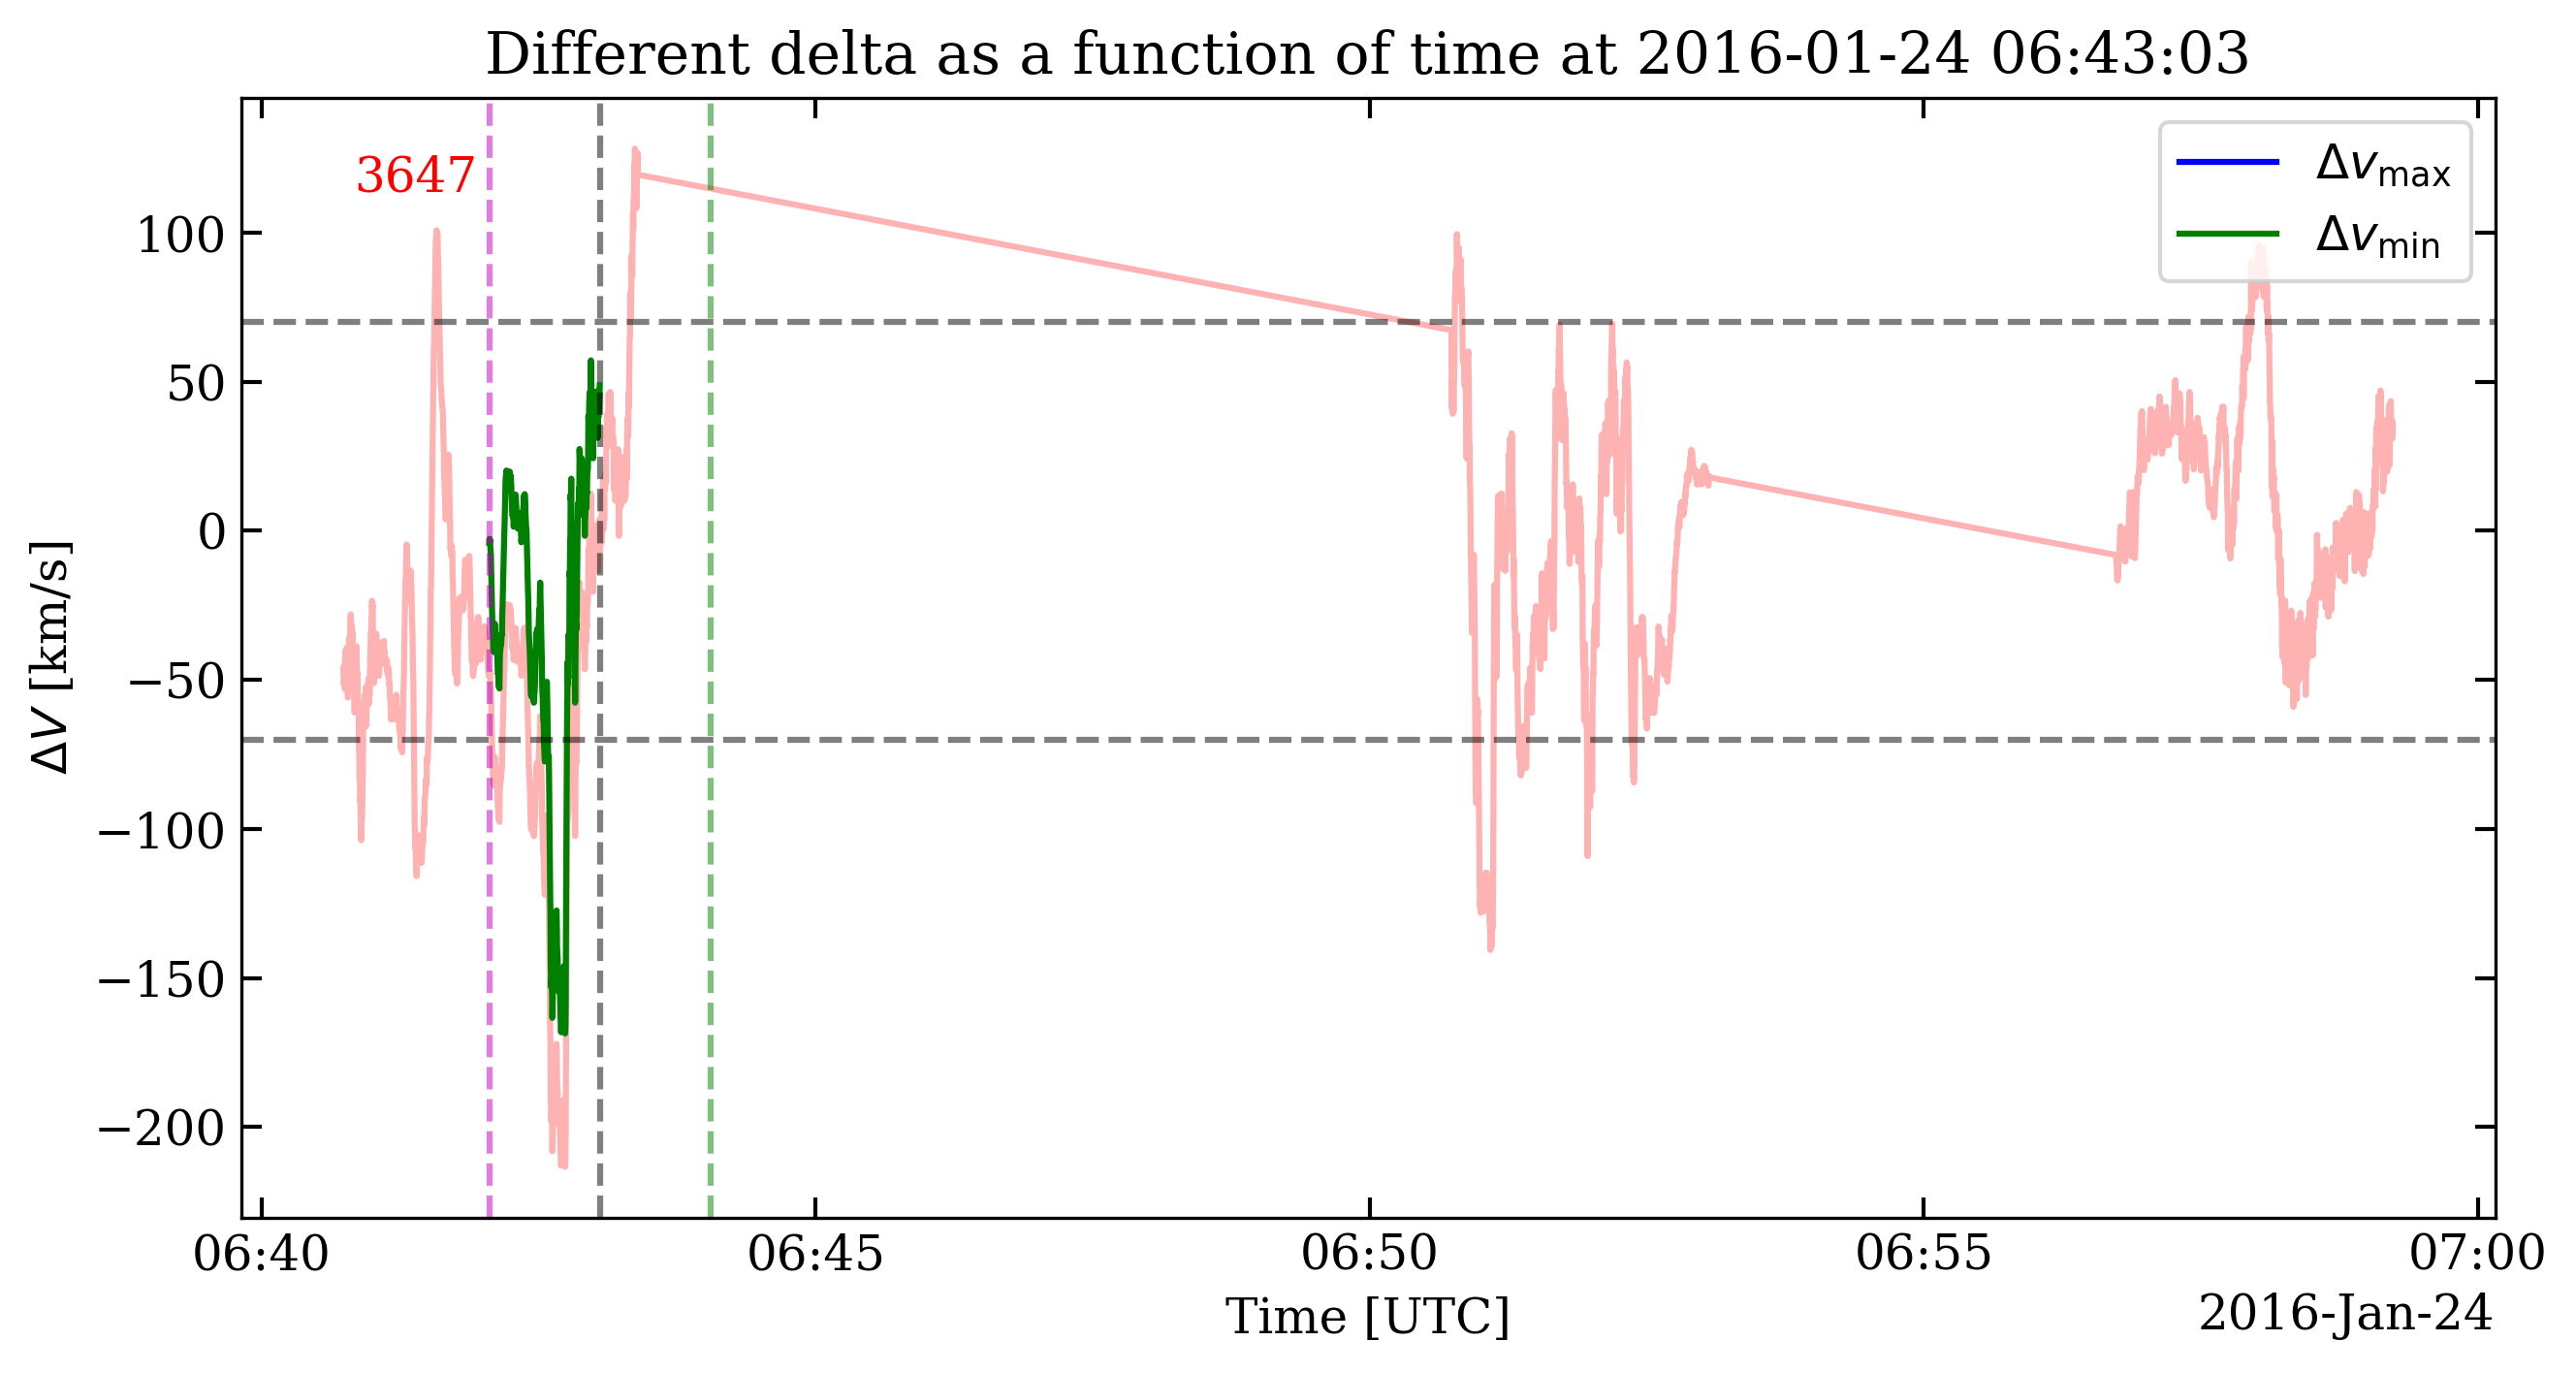 Different delta as a function of time at 2016-01-24 06:43:03
3647
Δv_max
Δv_min
100
50
0
−50
−100
−150
−200
ΔV [km/s]
06:40 06:45 06:50 06:55 07:00
Time [UTC]
2016-Jan-24